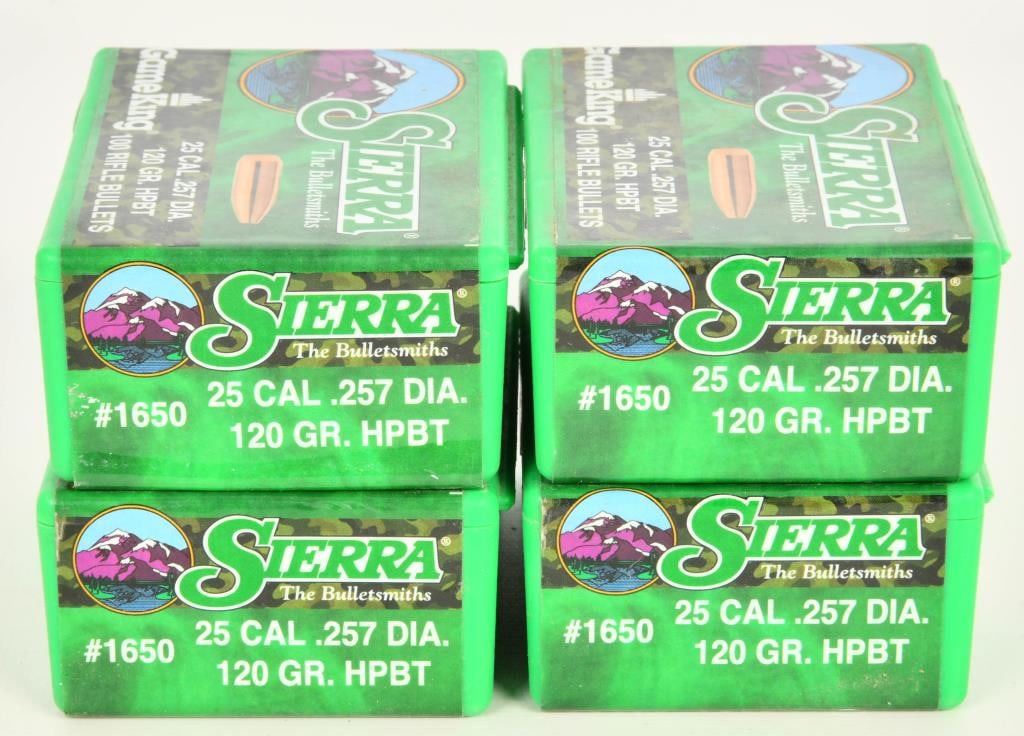 GameKing
25 CAL .257 DIA.
120 GR. HPBT
100 RIFLE BULLETS
SIERRA®
The Bulletsmiths
GameKing
25 CAL .257 DIA.
120 GR. HPBT
100 RIFLE BULLETS
SIERRA®
The Bulletsmiths
SIERRA®
The Bulletsmiths
#1650
25 CAL .257 DIA.
120 GR. HPBT
SIERRA®
The Bulletsmiths
#1650
25 CAL .257 DIA.
120 GR. HPBT
SIERRA®
The Bulletsmiths
#1650
25 CAL .257 DIA.
120 GR. HPBT
SIERRA®
The Bulletsmiths
#1650
25 CAL .257 DIA.
120 GR. HPBT